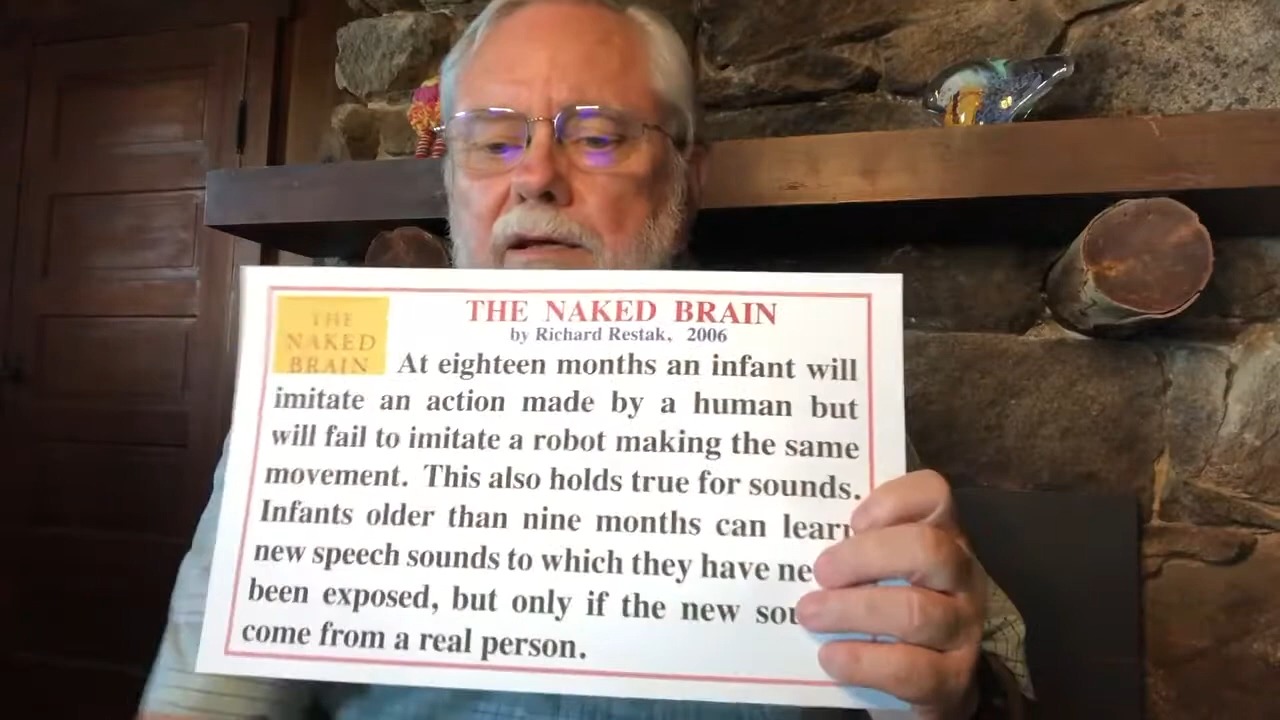 THE
NAKED
BRAIN
THE NAKED BRAIN
by Richard Restak, 2006
At eighteen months an infant will
imitate an action made by a human but
will fail to imitate a robot making the same
movement. This also holds true for sounds.
Infants older than nine months can learn
new speech sounds to which they have
been exposed, but only if the new
come from a real person.